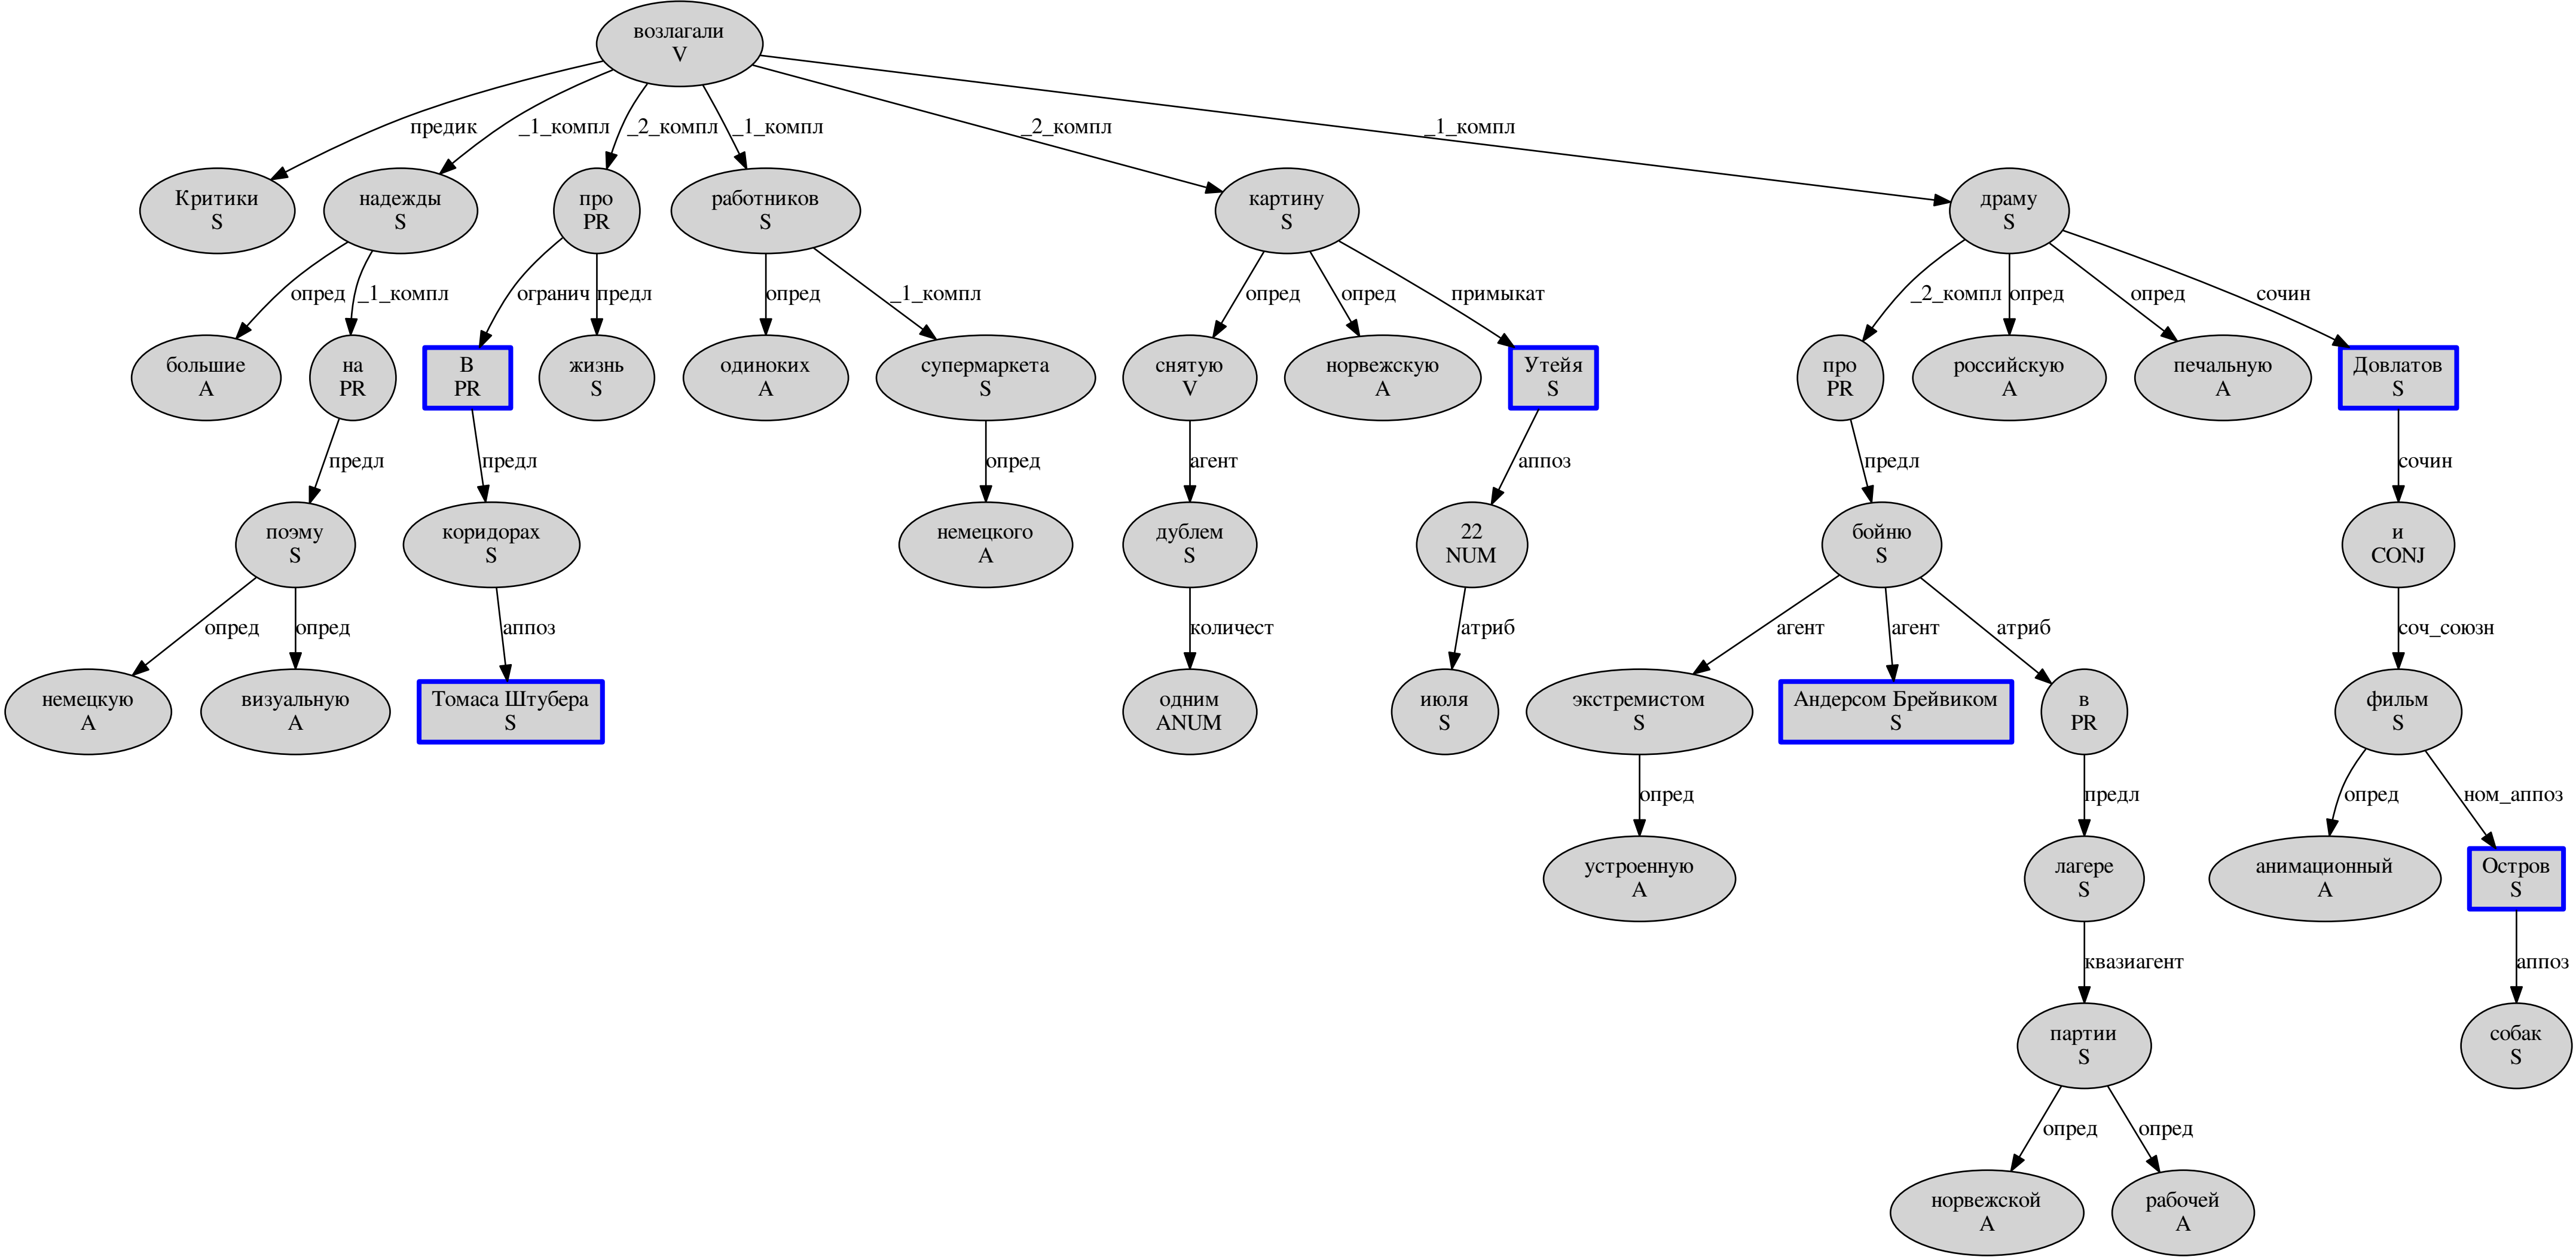 возлагали
V
предик
_1_компл
_2_компл
_1_компл
_2_компл
_1_компл
Критики
S
надежды
S
про
PR
работников
S
картину
S
драму
S
опред
_1_компл
огранич
предл
опред
_1_компл
опред
опред
примыкат
_2_компл
опред
опред
сочин
большие
A
на
PR
В
PR
жизнь
S
одиноких
A
супермаркета
S
снятую
V
норвежскую
A
Утейя
S
про
PR
российскую
A
печальную
A
Довлатов
S
предл
предл
опред
агент
аппоз
предл
сочин
поэму
S
коридорах
S
немецкого
A
дублем
S
22
NUM
бойню
S
и
CONJ
опред
опред
аппоз
количест
атриб
агент
агент
атриб
соч_союзн
немецкую
A
визуальную
A
Томаса Штубера
S
одним
ANUM
июля
S
экстремистом
S
Андерсом Брейвиком
S
в
PR
фильм
S
опред
предл
опред
ном_аппоз
устроенную
A
лагере
S
анимационный
A
Остров
S
квазиагент
аппоз
партии
S
собак
S
опред
опред
норвежской
A
рабочей
A